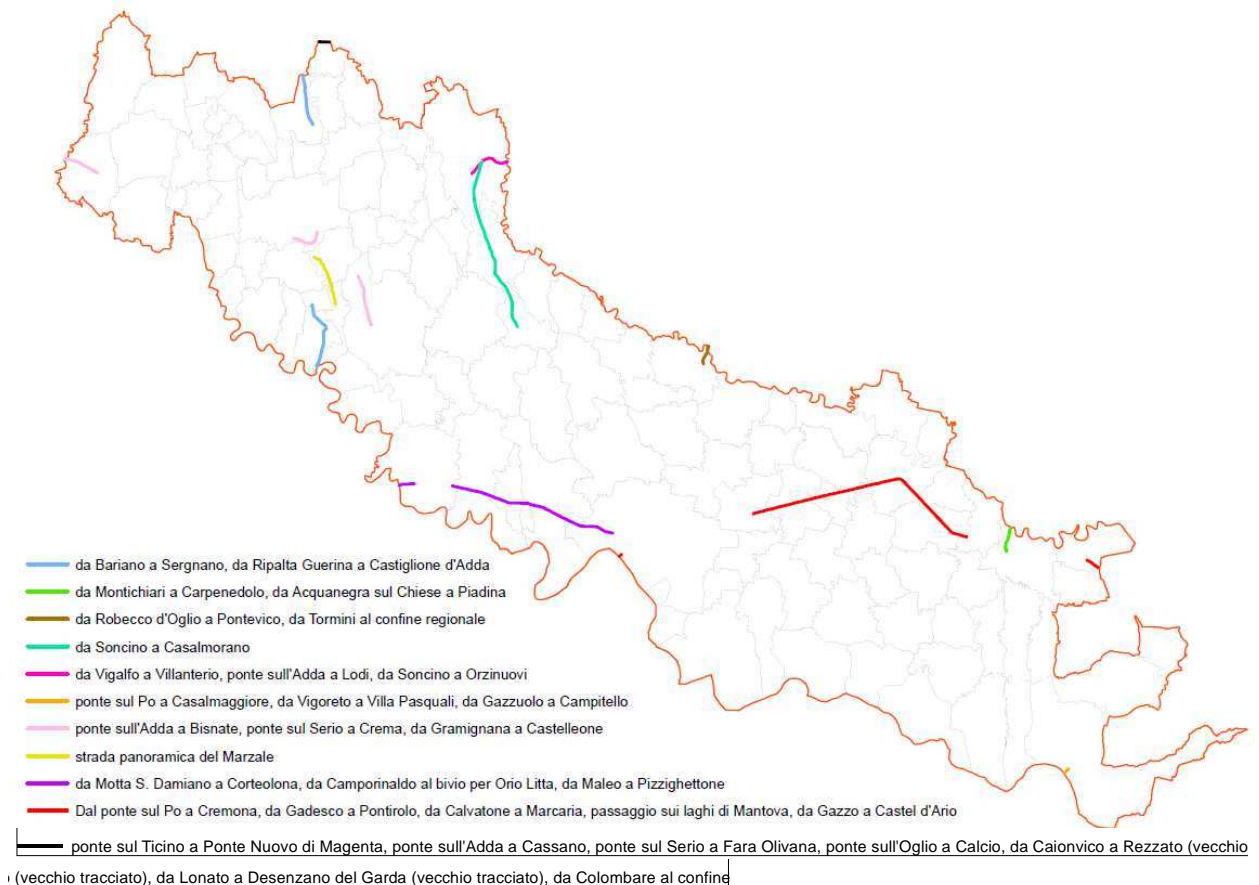 da Bariano a Sergnano, da Ripalta Guerina a Castiglione d'Adda
da Montichiari a Carpenedolo, da Acquanegra sul Chiese a Piadina
da Robecco d'Oglio a Pontevico, da Tormini al confine regionale
da Soncino a Casalmorano
da Vigalfo a Villanterio, ponte sull'Adda a Lodi, da Soncino a Orzinuovi
ponte sul Po a Casalmaggiore, da Vigoreto a Villa Pasquali, da Gazzuolo a Campitello
ponte sull'Adda a Bisnate, ponte sul Serio a Crema, da Gramignana a Castelleone
strada panoramica del Marzale
da Motta S. Damiano a Corteolona, da Camporinaldo al bivio per Orio Litta, da Maleo a Pizzighettone
Dal ponte sul Po a Cremona, da Gadesco a Pontirolo, da Calvatone a Marcaria, passaggio sui laghi di Mantova, da Gazzo a Castel d'Ario
ponte sul Ticino a Ponte Nuovo di Magenta, ponte sull'Adda a Cassano, ponte sul Serio a Fara Olivana, ponte sull'Oglio a Calcio, da Caionvico a Rezzato (vecchio
(vecchio tracciato), da Lonato a Desenzano del Garda (vecchio tracciato), da Colombare al confine